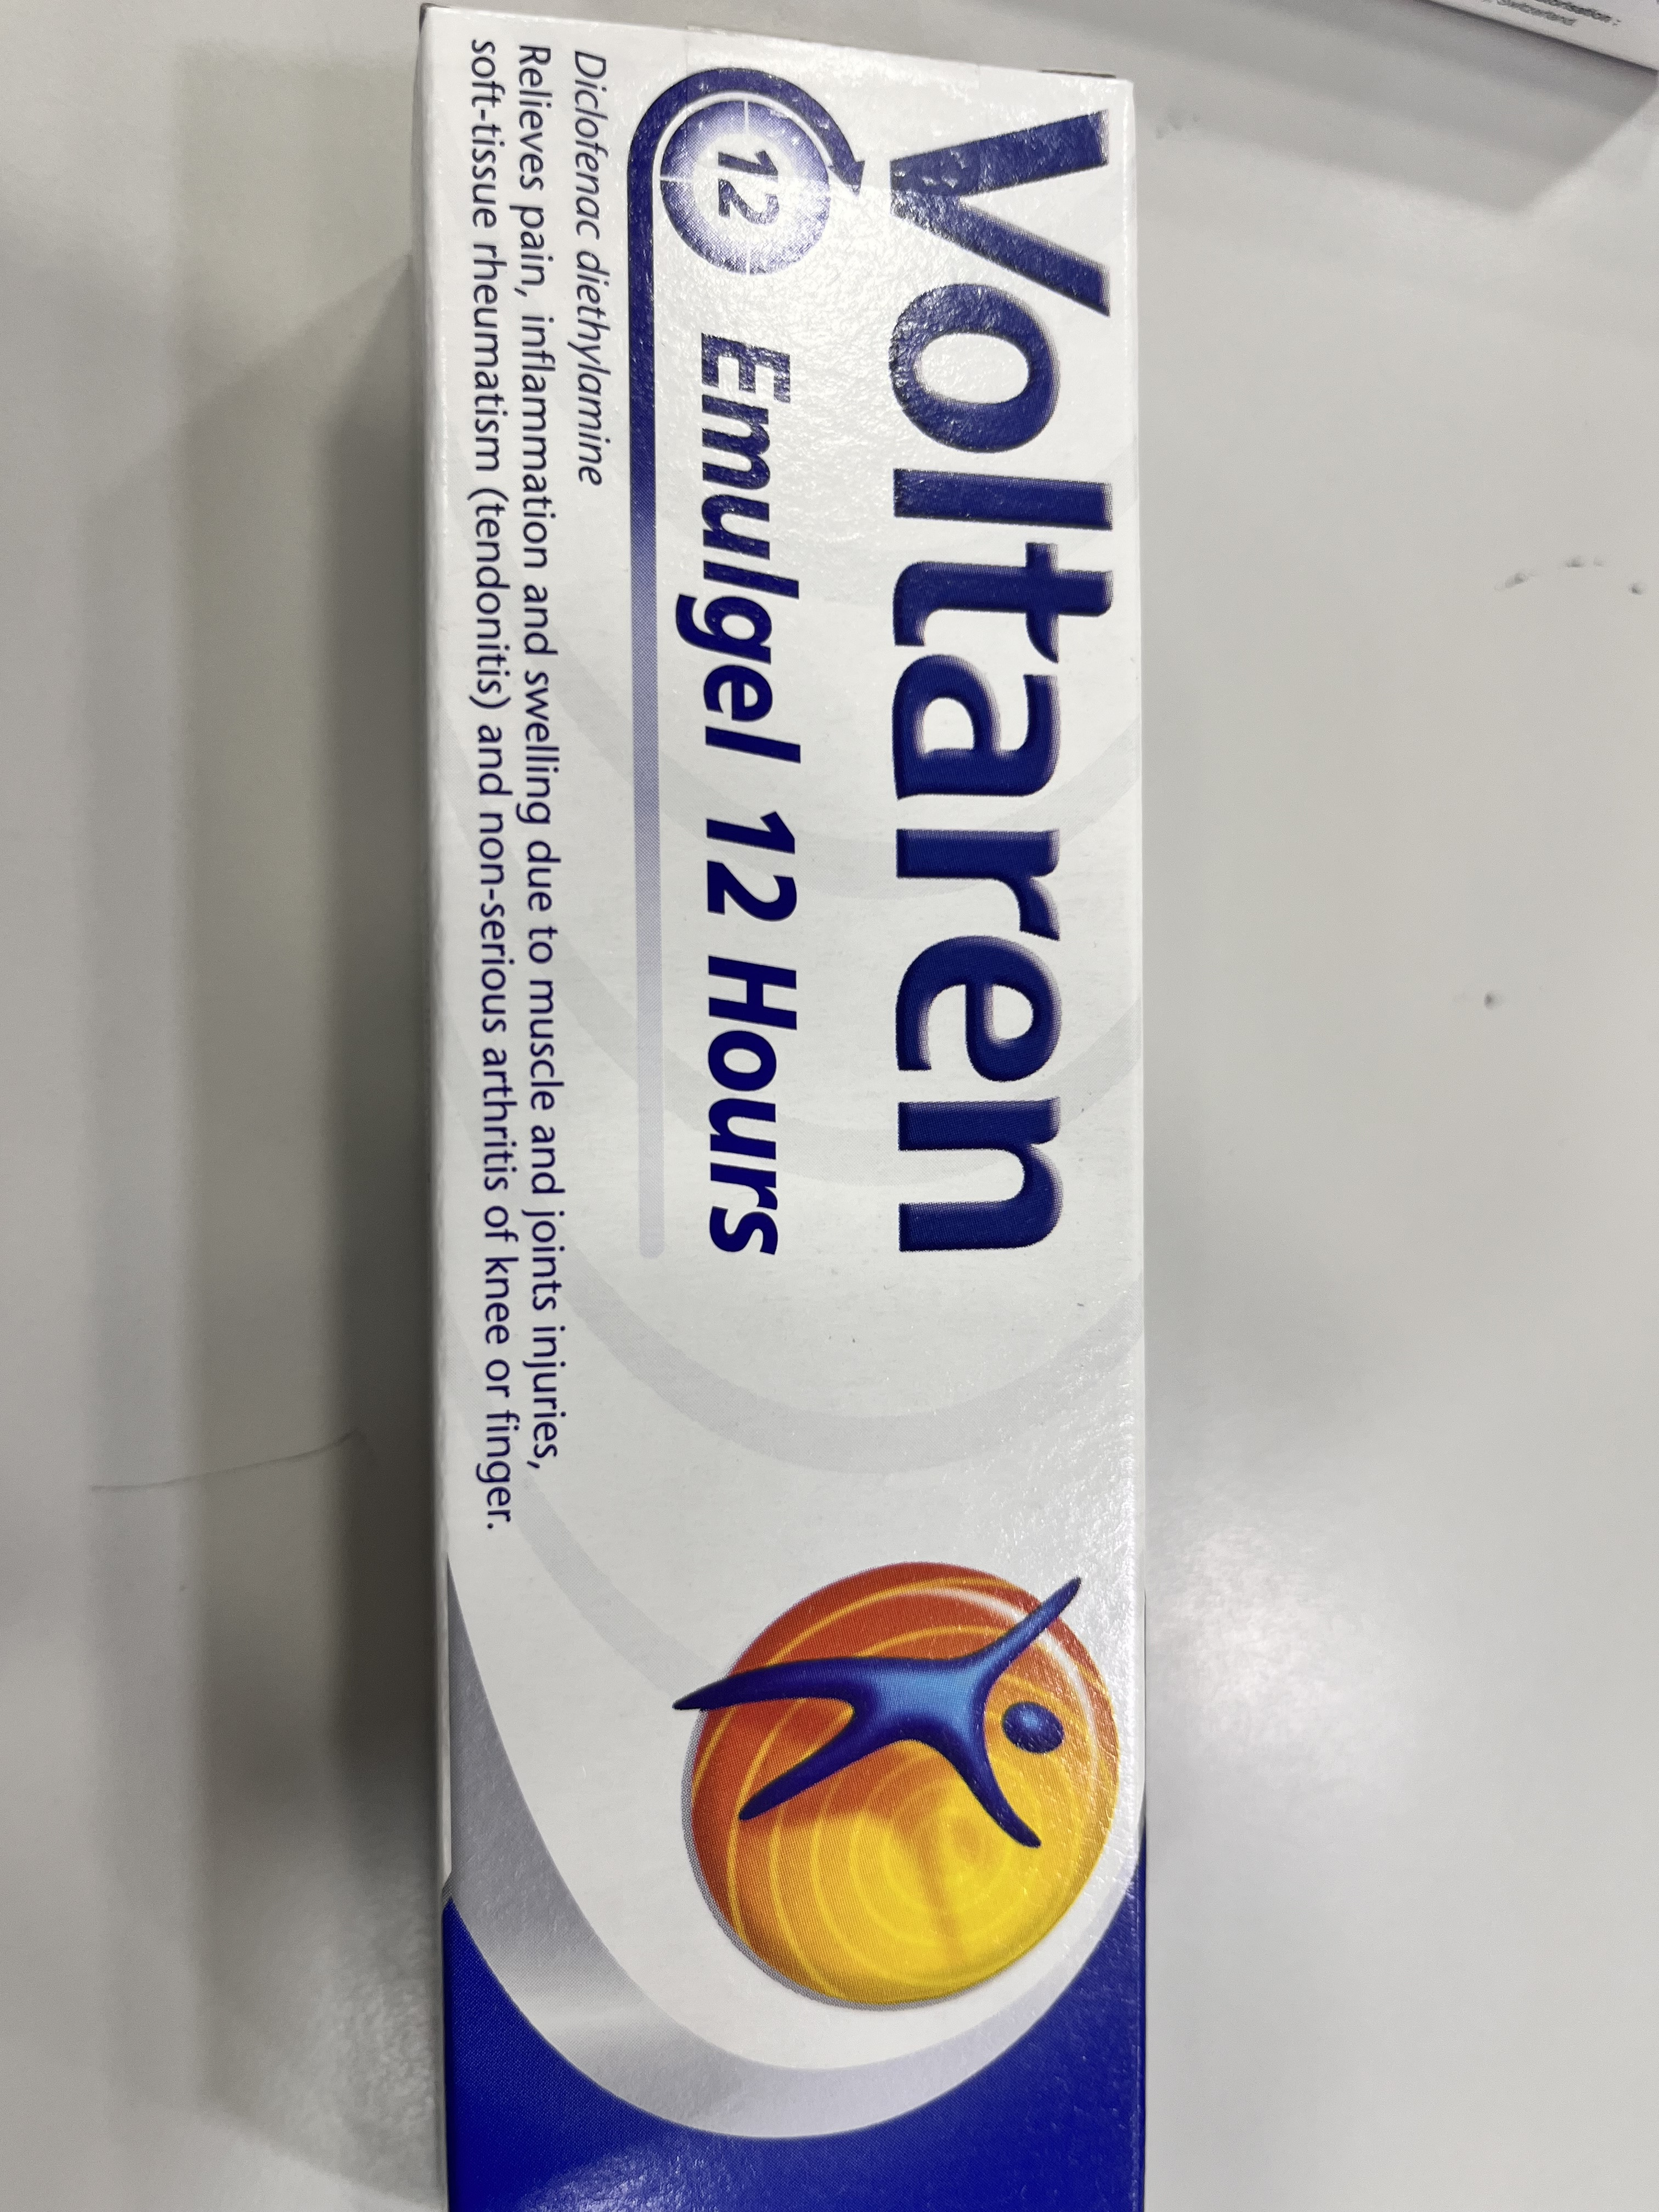 Voltaren
12 Emulgel 12 Hours
Diclofenac diethylamine
Relieves pain, inflammation and swelling due to muscle and joints injuries,
soft-tissue rheumatism (tendonitis) and non-serious arthritis of knee or finger.
Switzerland